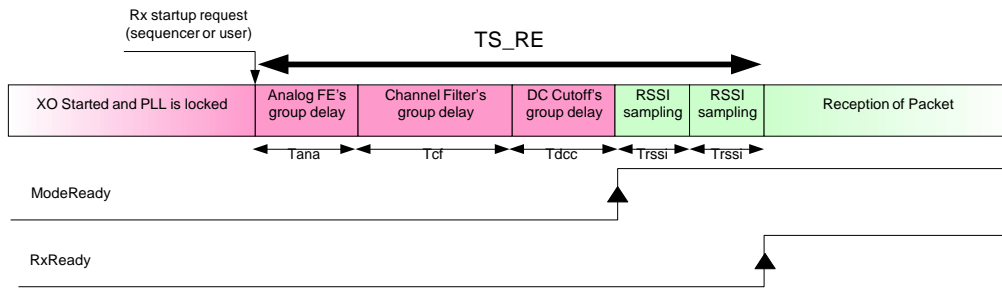 Rx startup request
(sequencer or user)
TS_RE
XO Started and PLL is locked
Analog FE's
group delay
Channel Filter's
group delay
DC Cutoff's
group delay
RSSI
sampling
RSSI
sampling
Reception of Packet
Tana
Tcf
Tdcc
Trssi
Trssi
ModeReady
RxReady